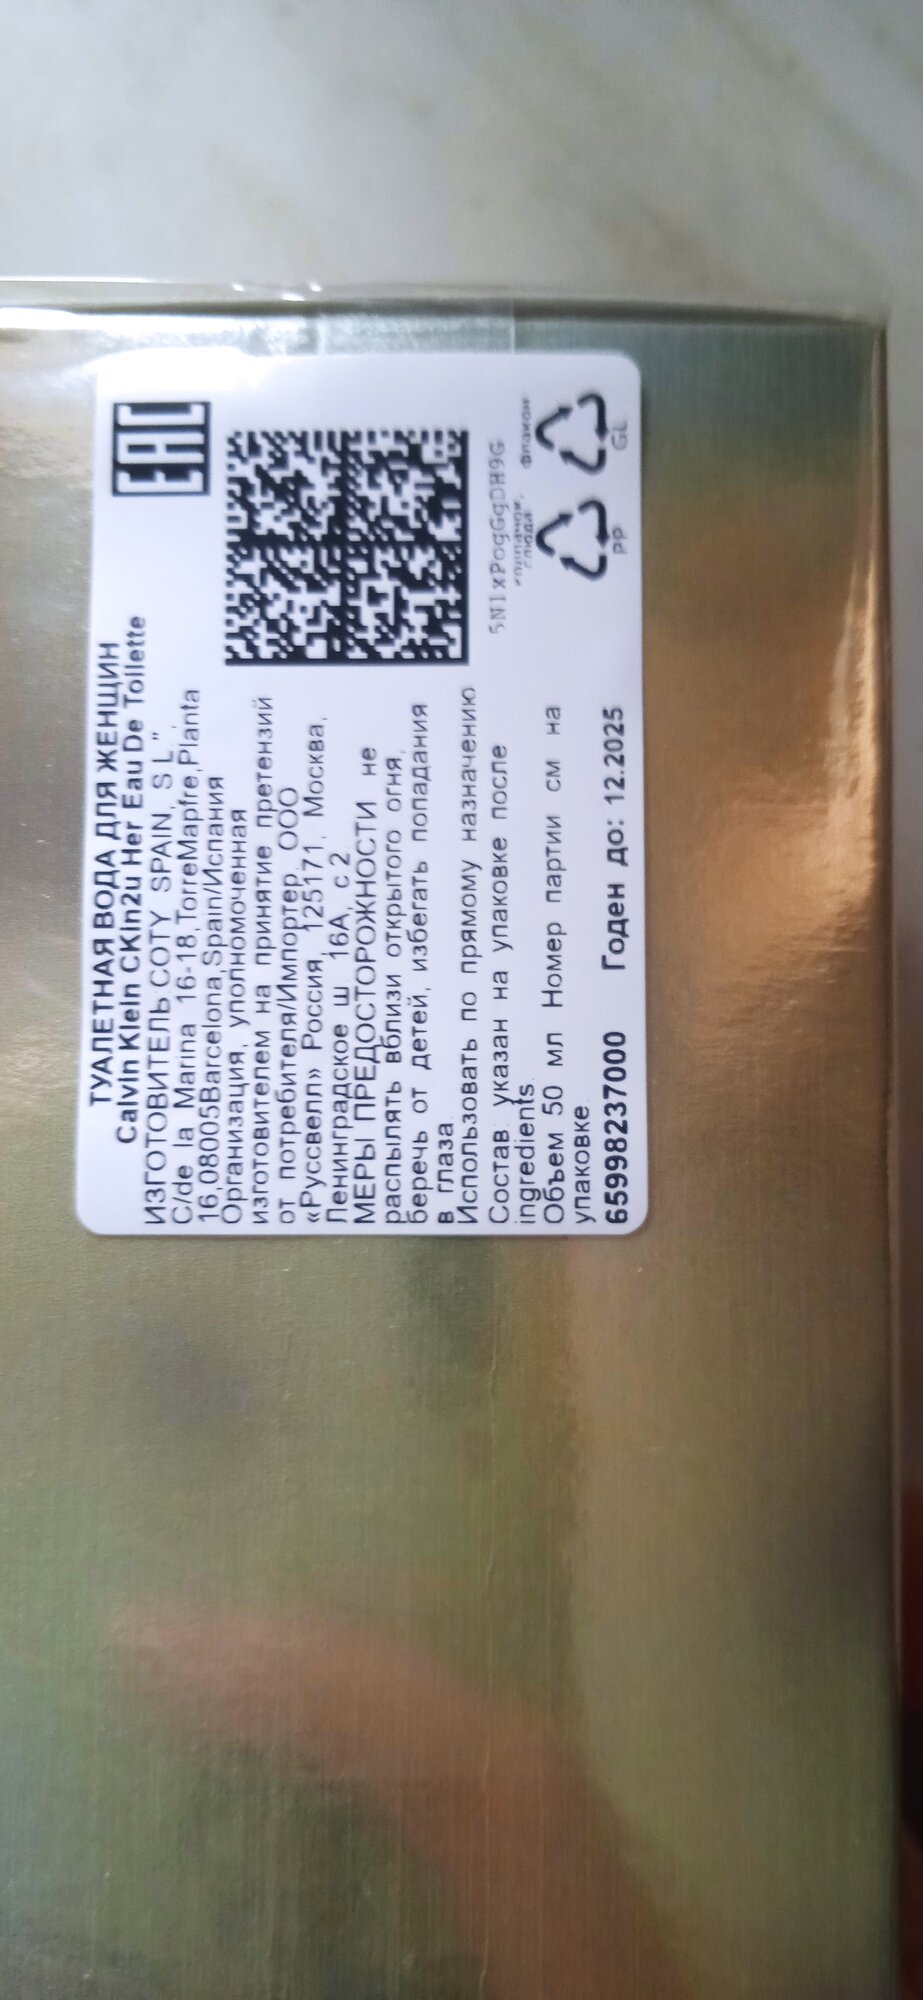 ТУАЛЕТНАЯ ВОДА ДЛЯ ЖЕНЩИН
Calvin Klein CKin2u Her Eau De Toilette
ИЗГОТОВИТЕЛЬ COTY SPAIN, S L "
C/de la Marina 16-18,TorreMapfre,Planta
16,08005Barcelona,Spain/Испания
Организация, уполномоченная
изготовителем на принятие претензий
от потребителя/Импортер, ООО
«Руссвелл» Россия, 125171, Москва,
Ленинградское ш 16А, с 2
МЕРЫ ПРЕДОСТОРОЖНОСТИ не
распылять вблизи открытого огня,
беречь от детей, избегать попадания
в глаза
Использовать по прямому назначению
Состав указан на упаковке после
ingredients.
Объем 50 мл Номер партии см на
упаковке
65998237000 Годен до: 12.2025
EAC
5N1xPogGqDH9G
колпачок,
слюда
флакон
PP
GL